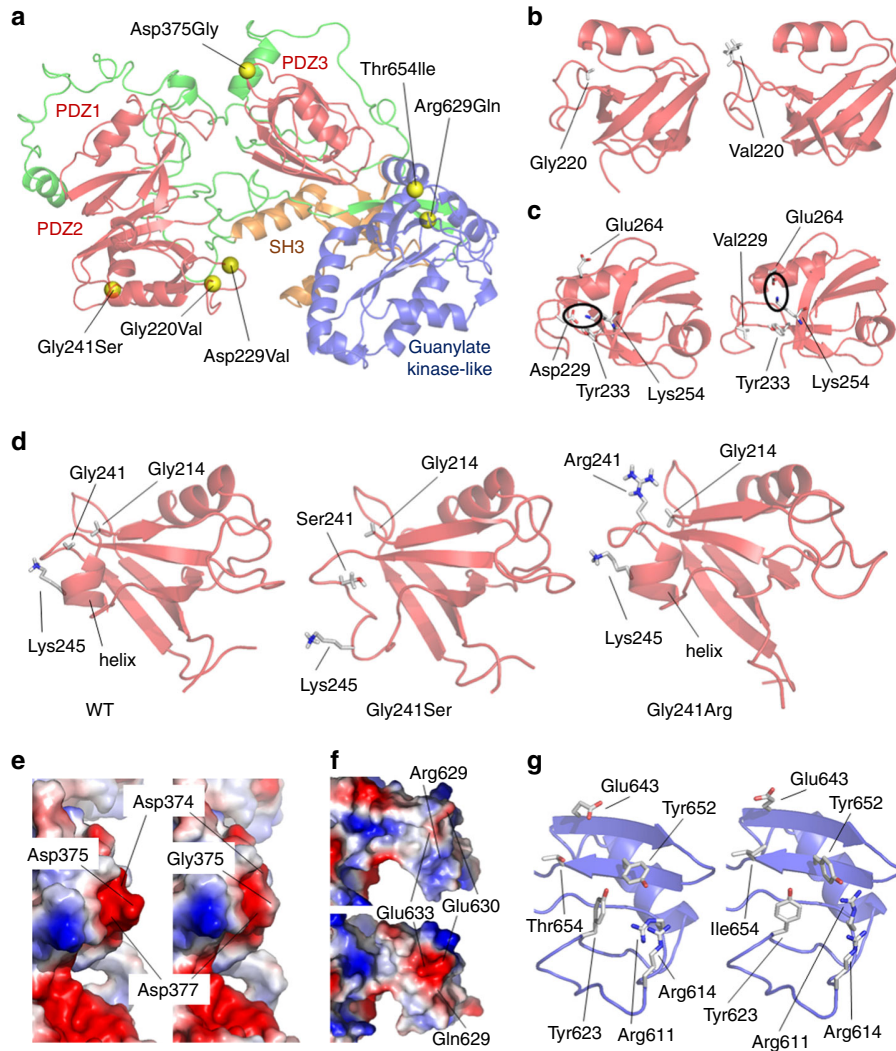 a
Asp375Gly
PDZ3
Thr654Ile
Arg629Gln
PDZ1
PDZ2
SH3
Gly241Ser
Gly220Val
Asp229Val
Guanylate
kinase-like
b
Gly220
Val220
c
Glu264
Glu264
Val229
Asp229
Tyr233
Lys254
Tyr233
Lys254
d
Gly241
Gly214
Lys245
helix
WT
Gly214
Ser241
Lys245
Gly241Ser
Arg241
Gly214
Lys245
helix
Gly241Arg
e
Asp374
Asp375
Gly375
Asp377
f
Arg629
Glu633
Glu630
Gln629
g
Glu643
Tyr652
Thr654
Tyr623
Arg611
Arg614
Glu643
Tyr652
Ile654
Tyr623
Arg611
Arg614